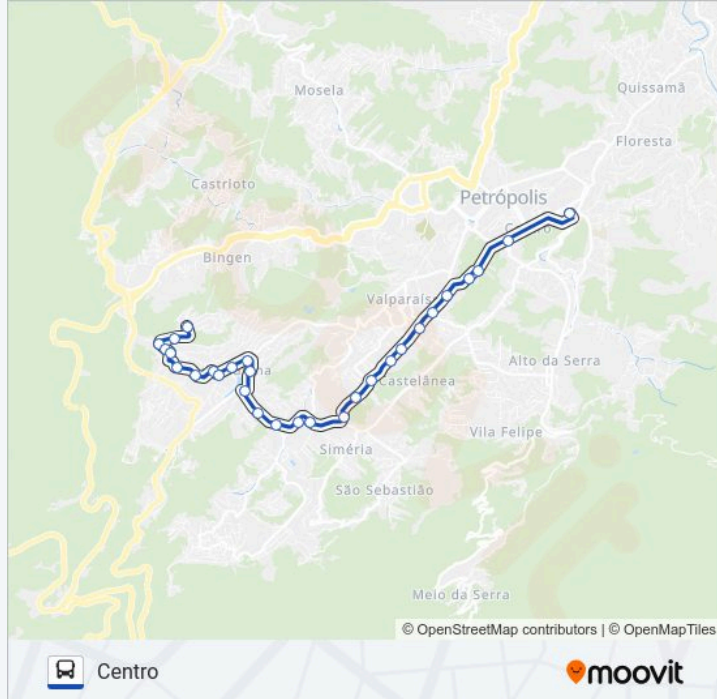 Quissamã
Mosela
Floresta
Castrioto
Petrópolis
Bingen
Valparaís
Alto da Serra
Castelânea
Vila Felipe
Siméria
São Sebastião
Meio da Serra
© OpenStreetMap contributors | © OpenMapTiles
Centro
moovit